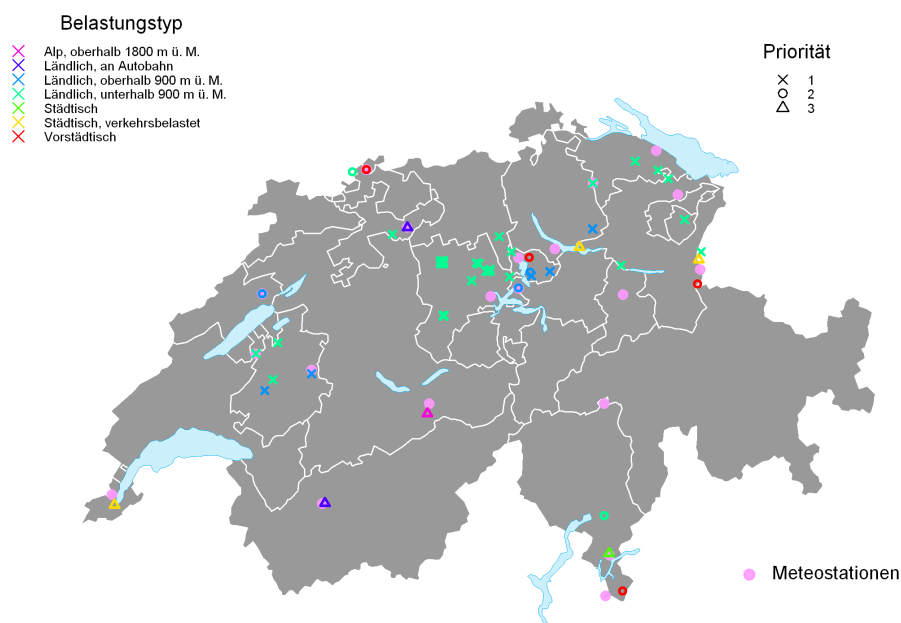 Belastungstyp
Alp, oberhalb 1800 m ü. M.
Ländlich, an Autobahn
Ländlich, oberhalb 900 m ü. M.
Ländlich, unterhalb 900 m ü. M.
Städtisch
Städtisch, verkehrsbelastet
Vorstädtisch
Priorität
1
2
3
Meteostationen